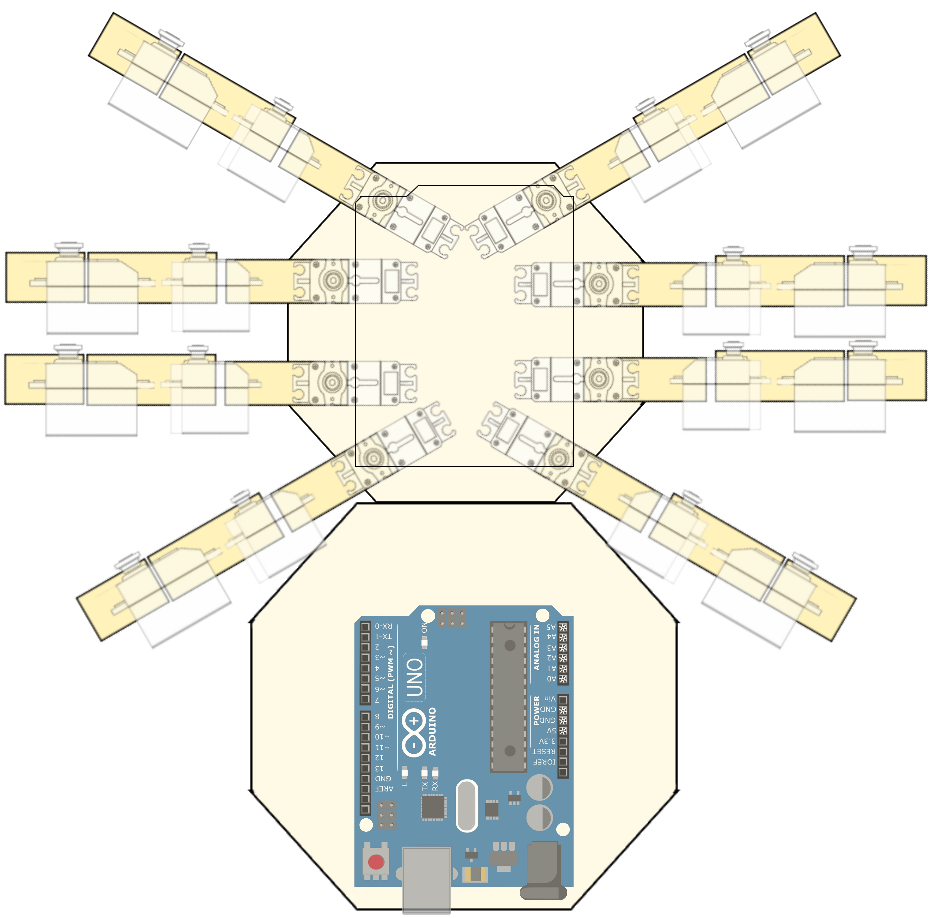 RX-0
TX-1
2
~3
4
~5
~6
7
8
~9
~10
~11
12
13
GND
AREF
DIGITAL (PWM ~)
ON
UNO
ARDUINO
L
TX
RX
ANALOG IN
A5
A4
A3
A2
A1
A0
POWER
Vin
GND
GND
5V
3.3V
RESET
IOREF